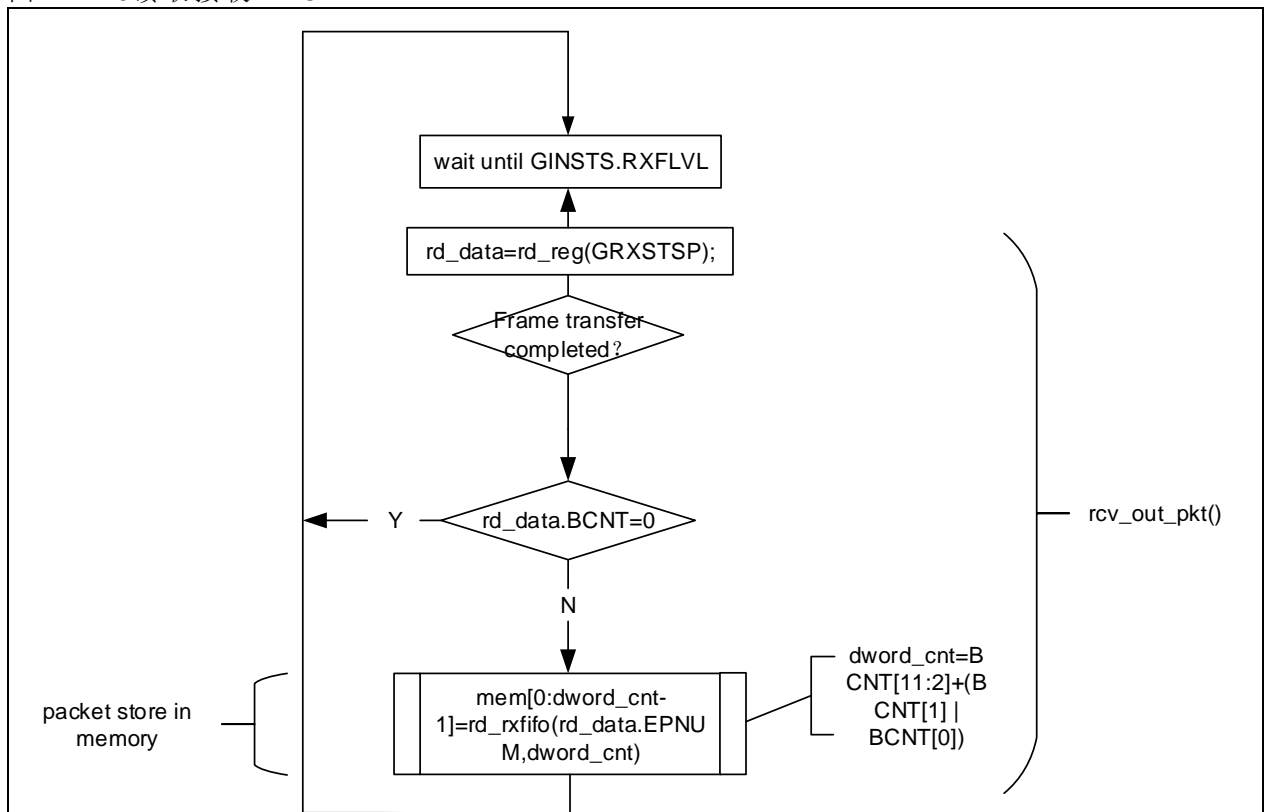 wait until GINSTS.RXFLVL
rd_data=rd_reg(GRXSTSP);
Frame transfer
completed？
rd_data.BCNT=0
Y
N
rcv_out_pkt()
mem[0:dword_cnt-
1]=rd_rxfifo(rd_data.EPNU
M,dword_cnt)
dword_cnt=B
CNT[11:2]+(B
CNT[1] |
BCNT[0])
packet store in
memory